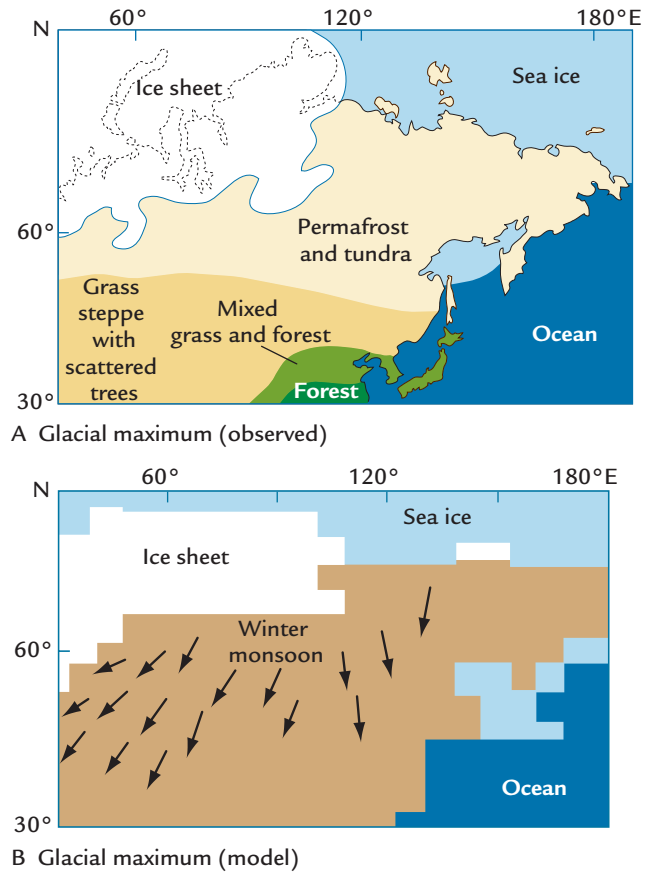 N 60° 120° 180°E
Ice sheet
Sea ice
60°
Permafrost
and tundra
Grass
steppe
with
scattered
trees
Mixed
grass and forest
Ocean
Forest
30°
A Glacial maximum (observed)
N 60° 120° 180°E
Sea ice
Ice sheet
Winter
monsoon
60°
Ocean
30°
B Glacial maximum (model)